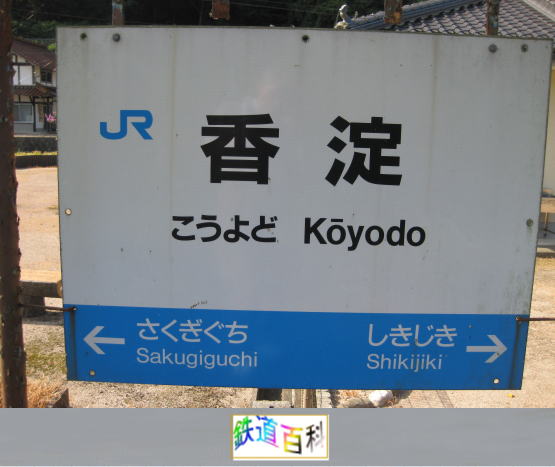 JR
香淀
こうよど Kōyodo
← さくぎぐち
Sakugiguchi
しきじき →
Shikijiki
鉄道百科